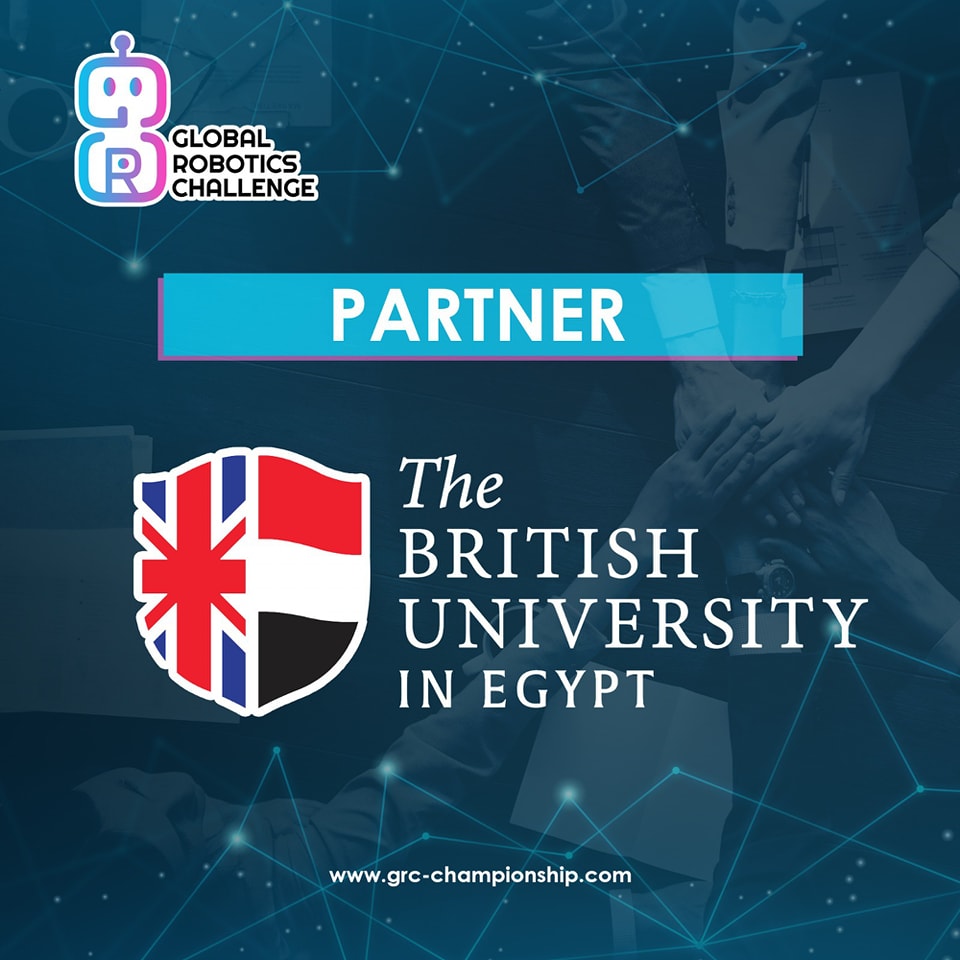 GLOBAL
ROBOTICS
CHALLENGE
PARTNER
The
BRITISH
UNIVERSITY
IN EGYPT
www.grc-championship.com